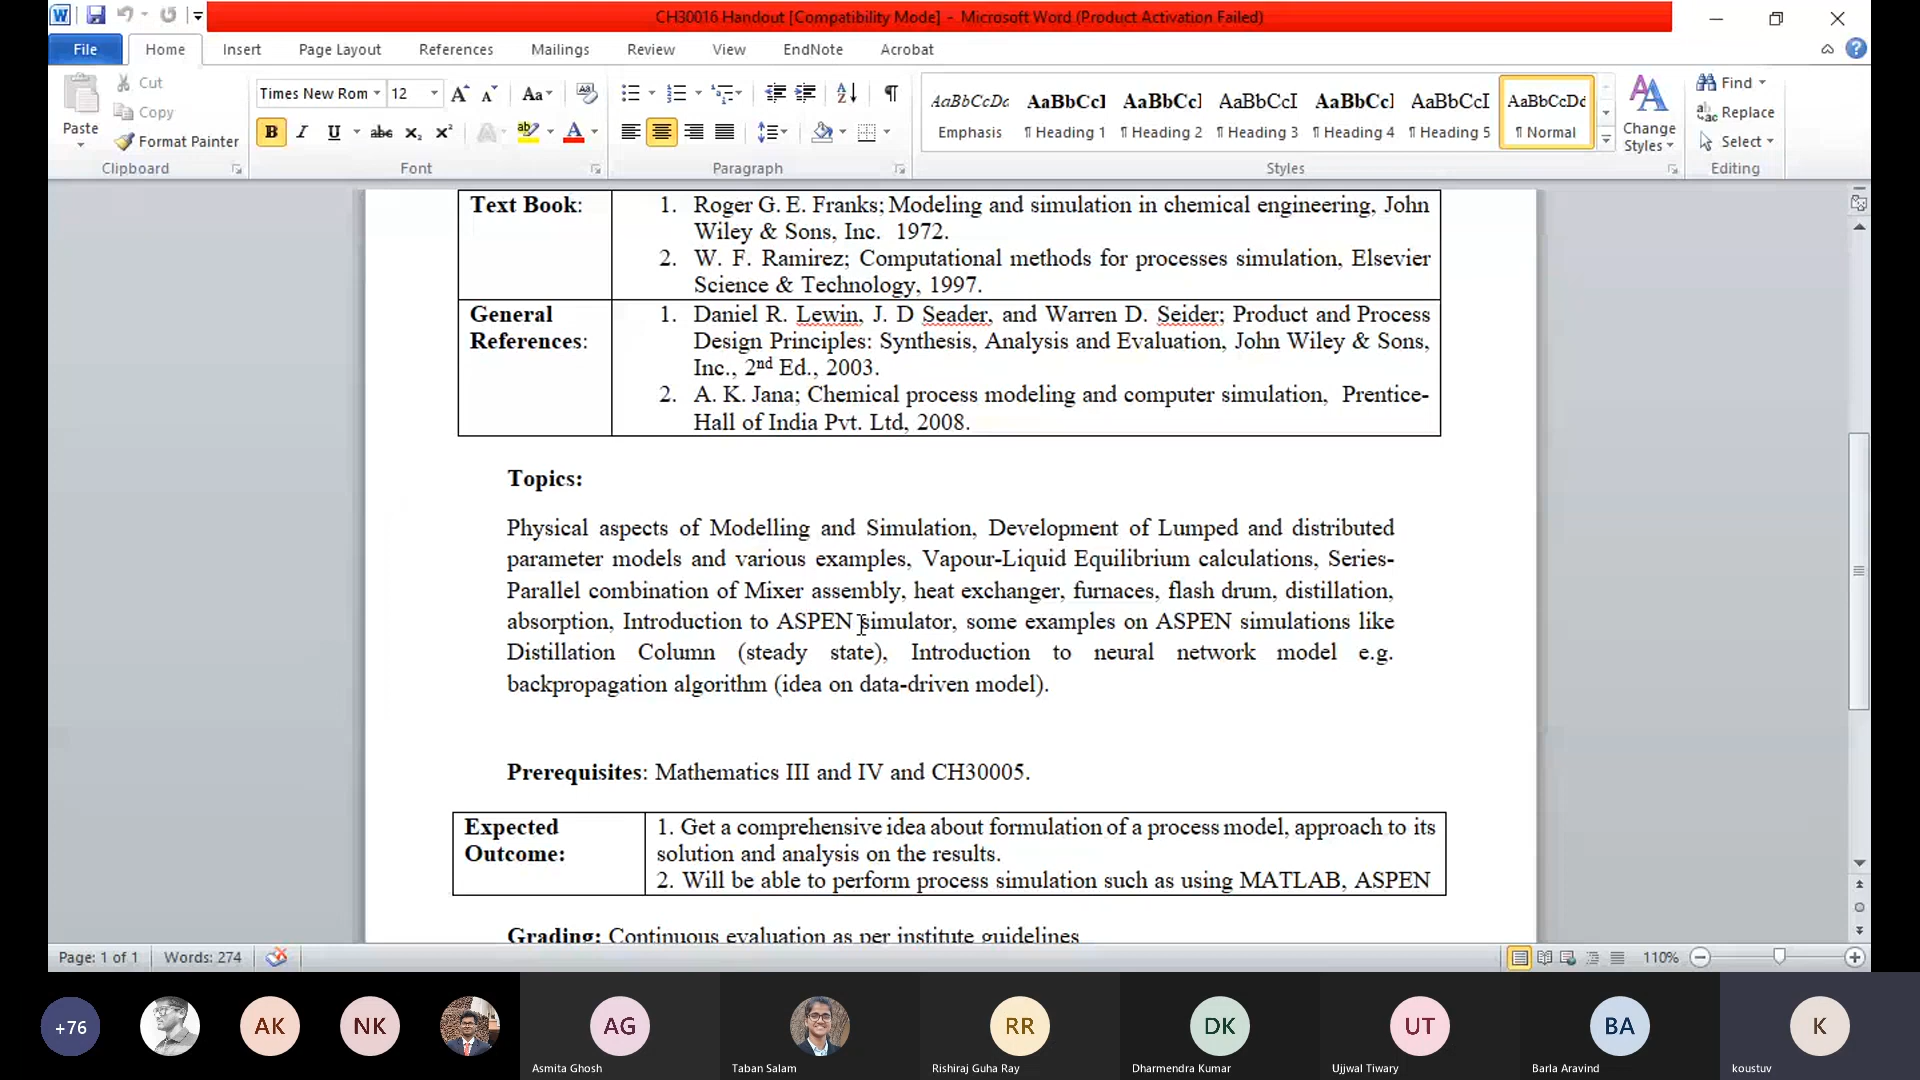 CH30016 Handout [Compatibility Mode] - Microsoft Word (Product Activation Failed)
File Home Insert Page Layout References Mailings Review View EndNote Acrobat
Paste
Cut
Copy
Format Painter
Clipboard
Times New Rom 12
Font
Paragraph
AaBbCcDc AaBbCcI AaBbCcl AaBbCcI AaBbCcl AaBbCcI AaBbCcDc
Emphasis ¶ Heading 1 ¶ Heading 2 ¶ Heading 3 ¶ Heading 4 ¶ Heading 5 ¶ Normal
Change
Styles
Styles
Find
Replace
Select
Editing
Text Book:
1. Roger G. E. Franks; Modeling and simulation in chemical engineering, John
Wiley & Sons, Inc. 1972.
2. W. F. Ramirez; Computational methods for processes simulation, Elsevier
Science & Technology, 1997.
General
References:
1. Daniel R. Lewin, J. D Seader, and Warren D. Seider; Product and Process
Design Principles: Synthesis, Analysis and Evaluation, John Wiley & Sons,
Inc., 2nd Ed., 2003.
2. A. K. Jana; Chemical process modeling and computer simulation, Prentice-
Hall of India Pvt. Ltd, 2008.
Topics:
Physical aspects of Modelling and Simulation, Development of Lumped and distributed
parameter models and various examples, Vapour-Liquid Equilibrium calculations, Series-
Parallel combination of Mixer assembly, heat exchanger, furnaces, flash drum, distillation,
absorption, Introduction to ASPEN simulator, some examples on ASPEN simulations like
Distillation Column (steady state), Introduction to neural network model e.g.
backpropagation algorithm (idea on data-driven model).
Prerequisites: Mathematics III and IV and CH30005.
Expected
Outcome:
1. Get a comprehensive idea about formulation of a process model, approach to its
solution and analysis on the results.
2. Will be able to perform process simulation such as using MATLAB, ASPEN
Grading: Continuous evaluation as per institute guidelines
Page: 1 of 1 Words: 274 110%
+76 AK NK AG RR DK UT BA K
Asmita Ghosh Taban Salam Rishiraj Guha Ray Dharmendra Kumar Ujjwal Tiwary Barla Aravind koustuv